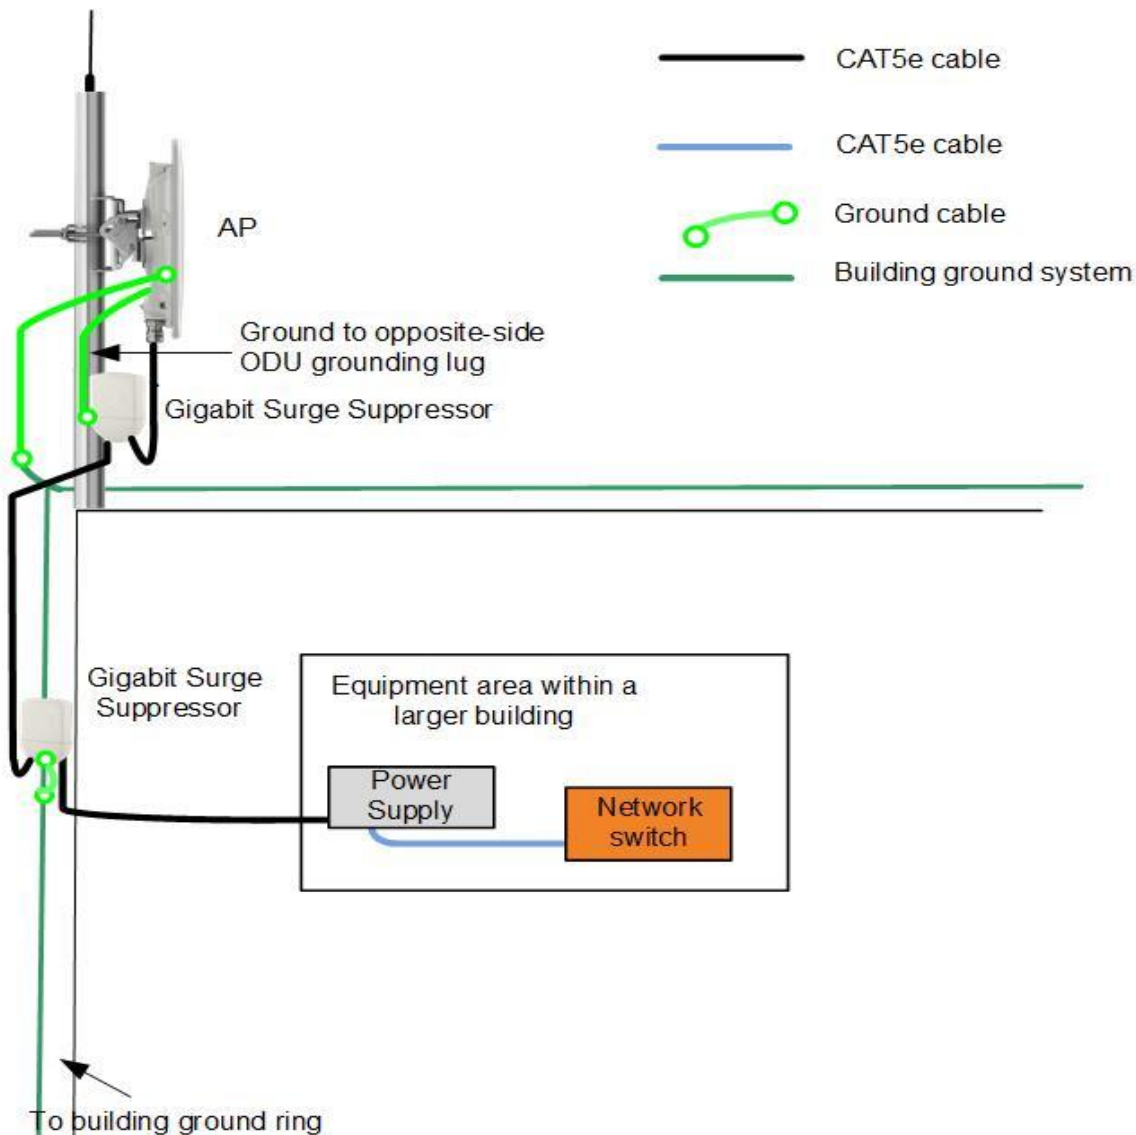 CAT5e cable
CAT5e cable
Ground cable
Building ground system
AP
Ground to opposite-side
ODU grounding lug
Gigabit Surge Suppressor
Gigabit Surge
Suppressor
Equipment area within a
larger building
Power
Supply
Network
switch
To building ground ring